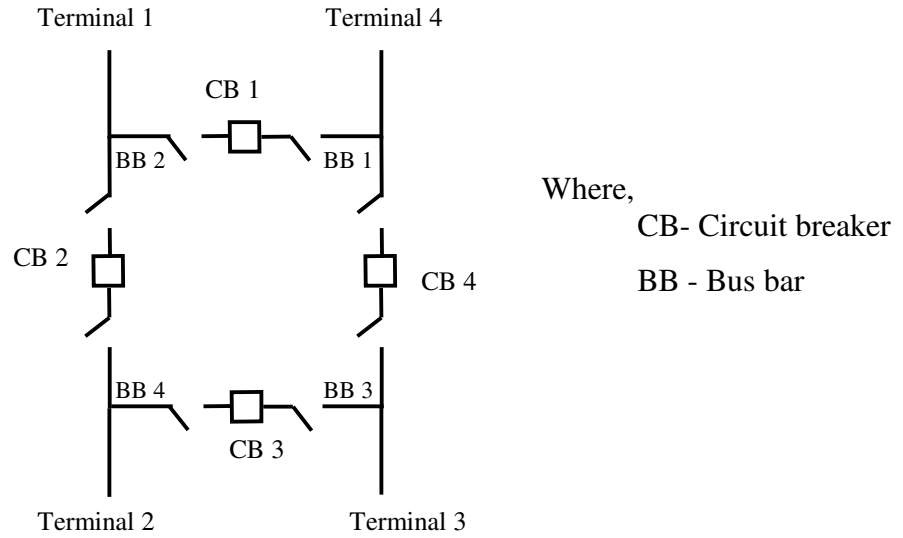 Terminal 1
Terminal 4
CB 1
BB 2
BB 1
Where,
CB- Circuit breaker
CB 2
CB 4
BB - Bus bar
BB 4
BB 3
CB 3
Terminal 2
Terminal 3